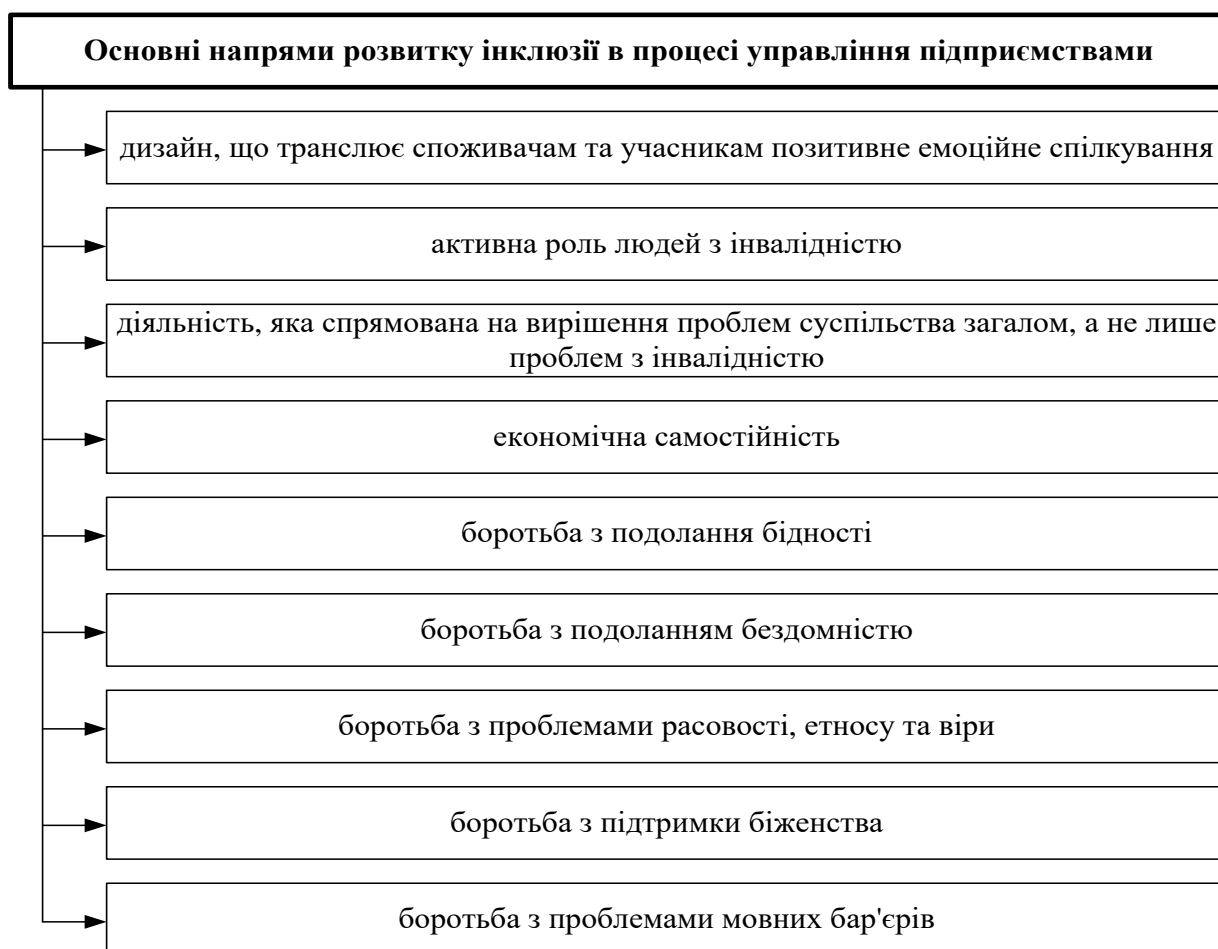 Основні напрями розвитку інклюзії в процесі управління підприємствами
дизайн, що транслює споживачам та учасникам позитивне емоційне спілкування
активна роль людей з інвалідністю
діяльність, яка спрямована на вирішення проблем суспільства загалом, а не лише
проблем з інвалідністю
економічна самостійність
боротьба з подолання бідності
боротьба з подоланням бездомністю
боротьба з проблемами расовості, етносу та віри
боротьба з підтримки біженства
боротьба з проблемами мовних бар'єрів